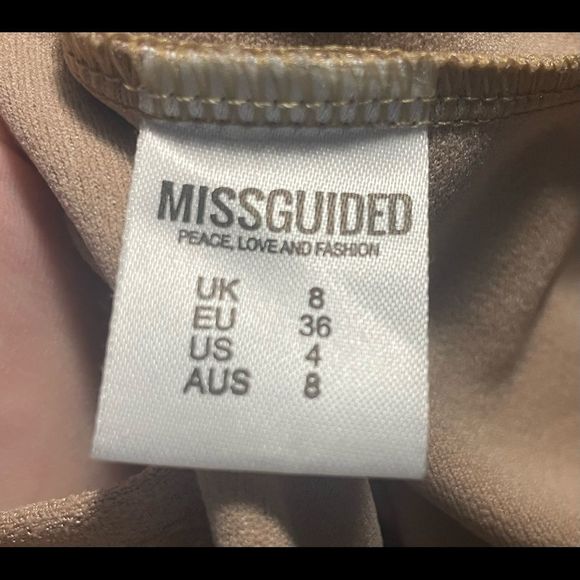 MISSGUIDED
PEACE, LOVE AND FASHION
UK 8
EU 36
US 4
AUS 8